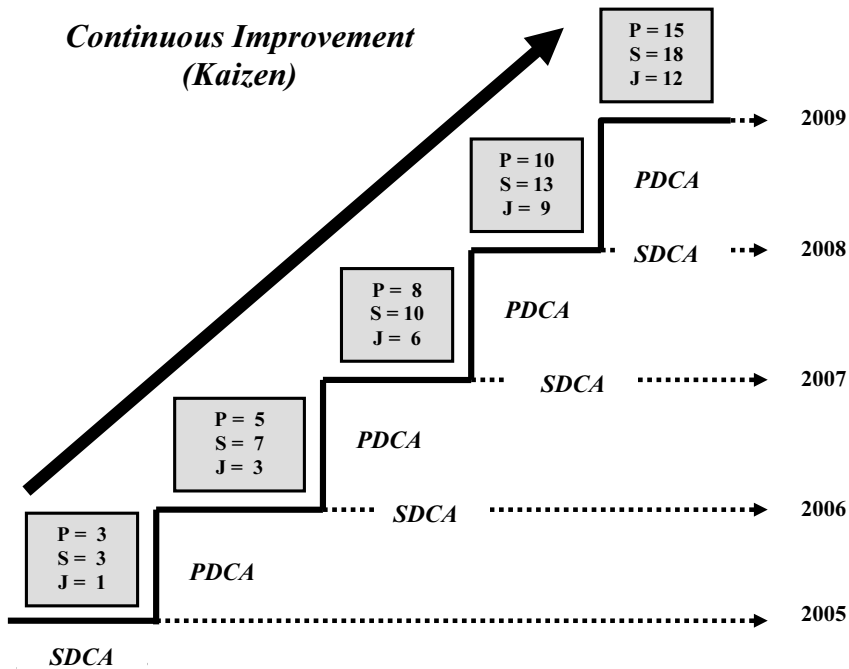 Continuous Improvement
(Kaizen)
P = 15
S = 18
J = 12
2009
P = 10
S = 13
J = 9
PDCA
2008
SDCA
P = 8
S = 10
J = 6
PDCA
2007
SDCA
P = 5
S = 7
J = 3
PDCA
2006
SDCA
P = 3
S = 3
J = 1
PDCA
2005
SDCA